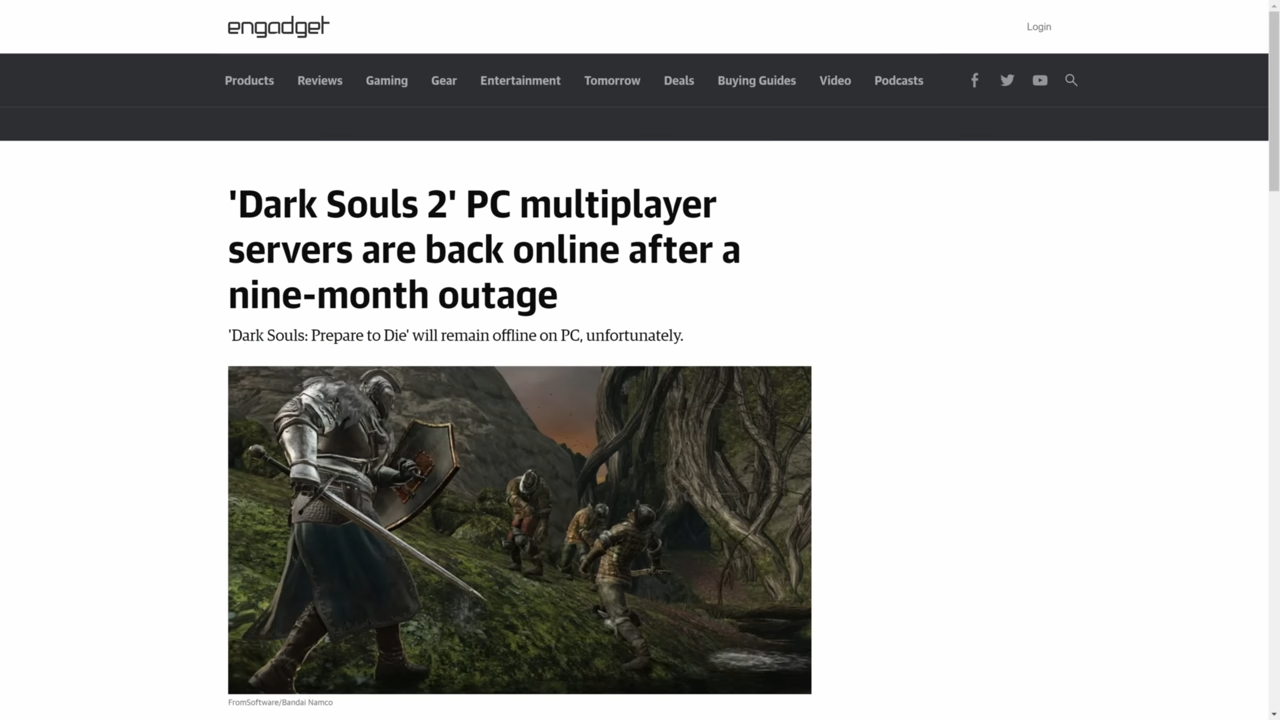 engadget
Login
Products Reviews Gaming Gear Entertainment Tomorrow Deals Buying Guides Video Podcasts
'Dark Souls 2' PC multiplayer
servers are back online after a
nine-month outage
'Dark Souls: Prepare to Die' will remain offline on PC, unfortunately.
FromSoftware/Bandai Namco